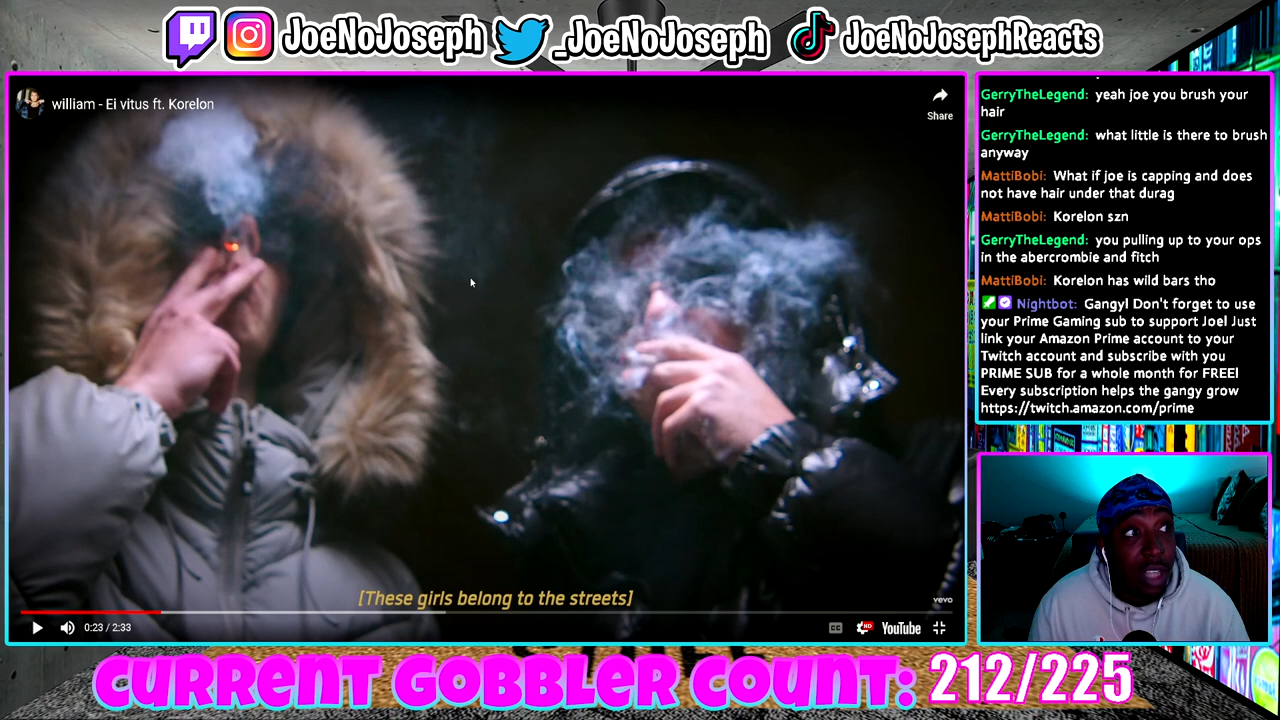 JoeNoJoseph
_JoeNoJoseph
JoeNoJosephReacts
william - Ei vitus ft. Korelon
Share
GerryTheLegend: yeah joe you brush your
hair
GerryTheLegend: what little is there to brush
anyway
MattiBobi: What if joe is capping and does
not have hair under that durag
MattiBobi: Korelon szn
GerryTheLegend: you pulling up to your ops
in the abercrombie and fitch
MattiBobi: Korelon has wild bars tho
Nightbot: Gangy! Don't forget to use
your Prime Gaming sub to support Joe! Just
link your Amazon Prime account to your
Twitch account and subscribe with you
PRIME SUB for a whole month for FREE!
Every subscription helps the gangy grow
https://twitch.amazon.com/prime
[These girls belong to the streets]
vevo
0:23 / 2:33
CC
HD
YouTube
CURRENT GOBBLER COUNT: 212/225